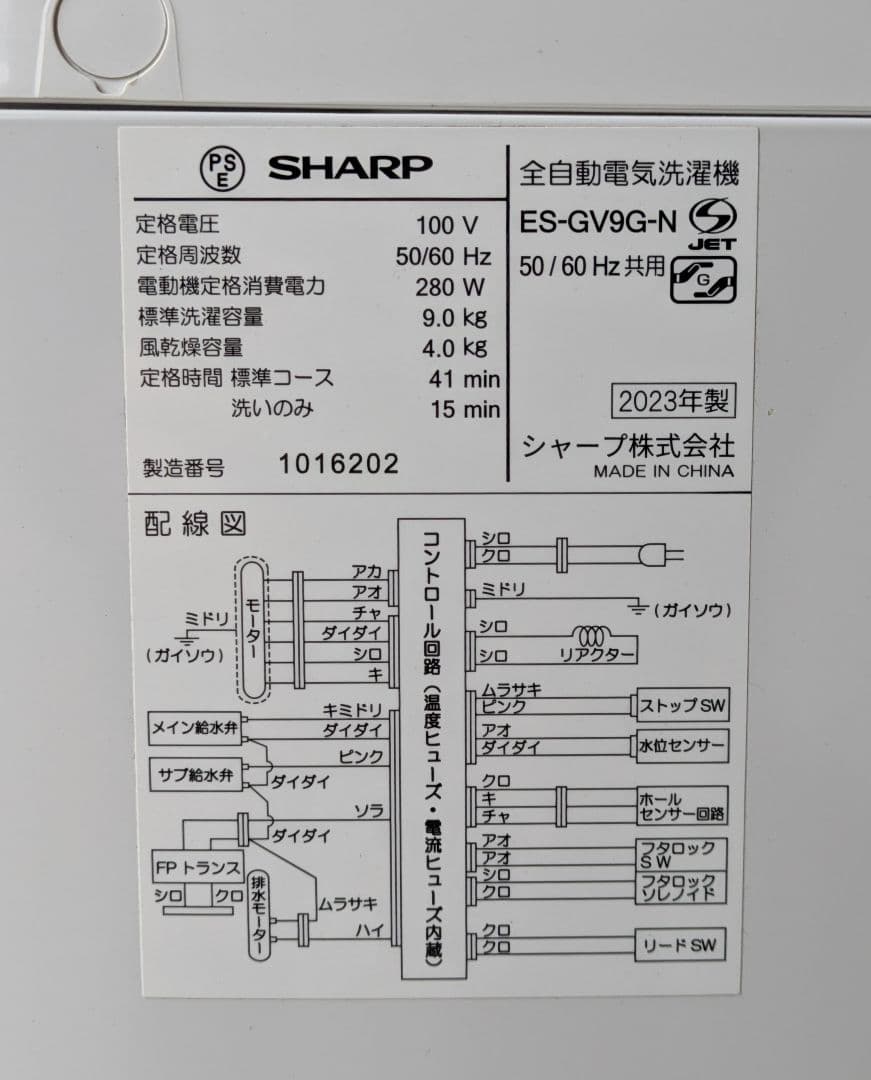 PS
E
SHARP
定格電圧 100 V
定格周波数 50/60 Hz
電動機定格消費電力 280 W
標準洗濯容量 9.0 kg
風乾燥容量 4.0 kg
定格時間 標準コース 41 min
洗いのみ 15 min
製造番号 1016202
全自動電気洗濯機
ES-GV9G-N
S
JET
50/60 Hz 共用
G
2023年製
シャープ株式会社
MADE IN CHINA
配線図
モーター
ミドリ
(ガイソウ)
アカ
アオ
チャ
ダイダイ
シロ
キ
メイン給水弁
キミドリ
ダイダイ
サブ給水弁
ピンク
ダイダイ
ソラ
ダイダイ
FPトランス
シロ
クロ
排水モーター
ムラサキ
ハイ
コントロール回路(温度ヒューズ・電流ヒューズ内蔵)
シロ
クロ
ミドリ
(ガイソウ)
シロ
シロ
リアクター
ムラサキ
ピンク
ストップSW
アオ
ダイダイ
水位センサー
クロ
キ
チャ
ホール
センサー回路
アオ
アオ
フタロック
SW
シロ
クロ
フタロック
ソレノイド
クロ
クロ
リードSW